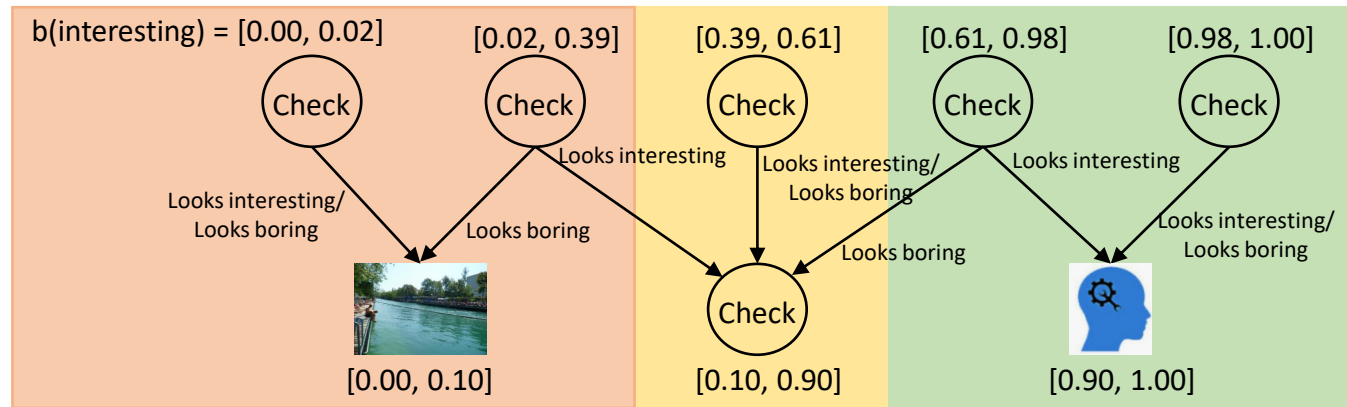 b(interesting) = [0.00, 0.02]
[0.02, 0.39]
[0.39, 0.61]
[0.61, 0.98]
[0.98, 1.00]
Check
Check
Check
Check
Check
Looks interesting
Looks interesting/
Looks boring
Looks interesting
Looks interesting/
Looks boring
Looks boring
Looks boring
Looks interesting/
Looks boring
Check
[0.00, 0.10]
[0.10, 0.90]
[0.90, 1.00]